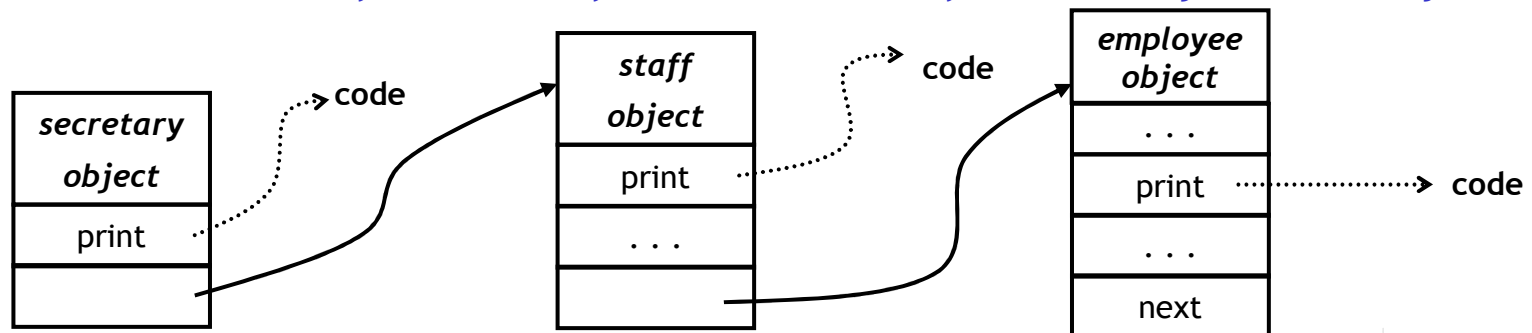 secretary
object
print
code
staff
object
print
. . .
code
employee
object
. . .
print
. . .
next
code